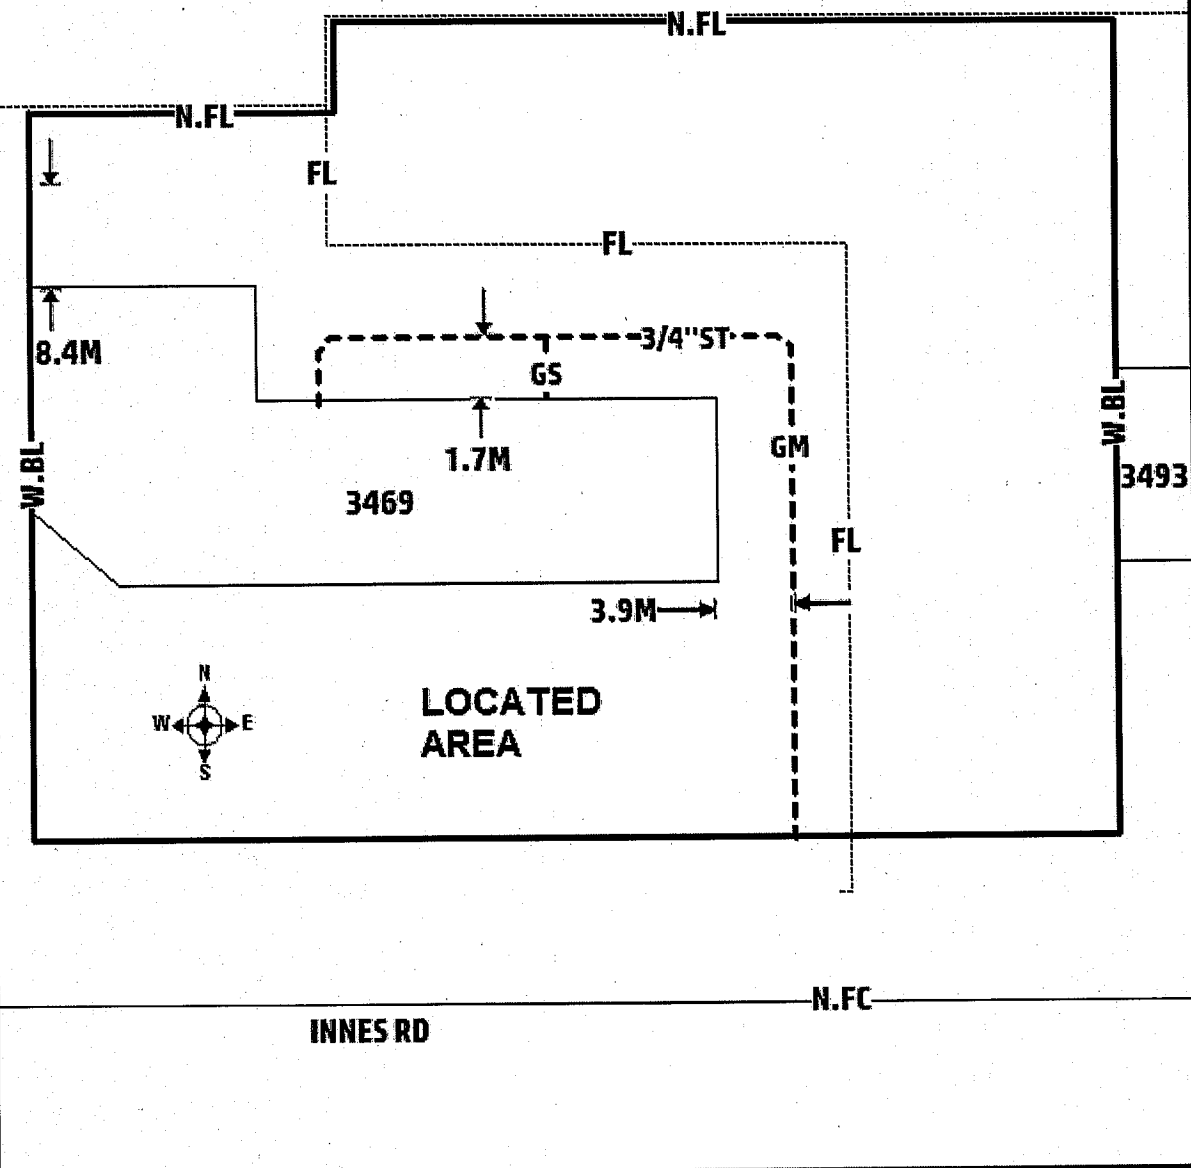 N.FL
N.FL
FL
FL
3/4"ST
8.4M
GS
W.BL
GM
1.7M
W.BL
3493
3469
FL
3.9M
N
W E
S
LOCATED
AREA
N.FC
INNES RD